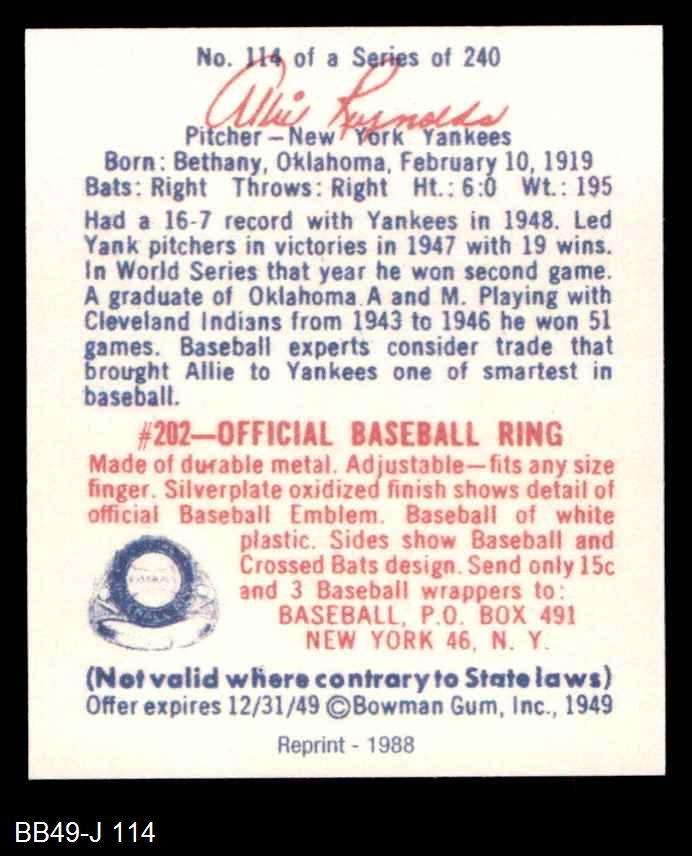 No. 114 of a Series of 240
Allie Reynolds
Pitcher—New York Yankees
Born: Bethany, Oklahoma, February 10, 1919
Bats: Right Throws: Right Ht.: 6:0 Wt.: 195
Had a 16-7 record with Yankees in 1948. Led
Yank pitchers in victories in 1947 with 19 wins.
In World Series that year he won second game.
A graduate of Oklahoma A and M. Playing with
Cleveland Indians from 1943 to 1946 he won 51
games. Baseball experts consider trade that
brought Allie to Yankees one of smartest in
baseball.
#202—OFFICIAL BASEBALL RING
Made of durable metal. Adjustable—fits any size
finger. Silverplate oxidized finish shows detail of
official Baseball Emblem. Baseball of white
plastic. Sides show Baseball and
Crossed Bats design. Send only 15c
and 3 Baseball wrappers to:
BASEBALL, P.O. BOX 491
NEW YORK 46, N. Y.
(Not valid where contrary to State laws)
Offer expires 12/31/49 ©Bowman Gum, Inc., 1949
Reprint - 1988
BB49-J 114